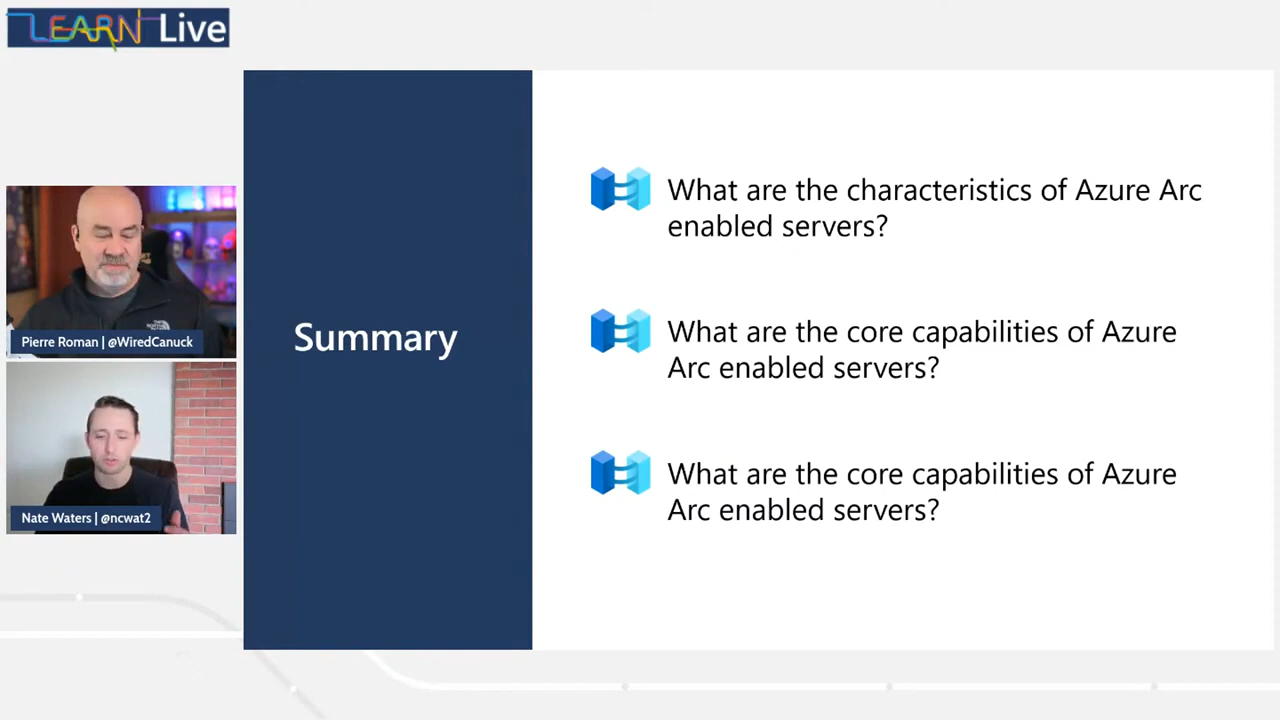 LEARN Live
Pierre Roman | @WiredCanuck
Nate Waters | @ncwat2
Summary
What are the characteristics of Azure Arc
enabled servers?
What are the core capabilities of Azure
Arc enabled servers?
What are the core capabilities of Azure
Arc enabled servers?